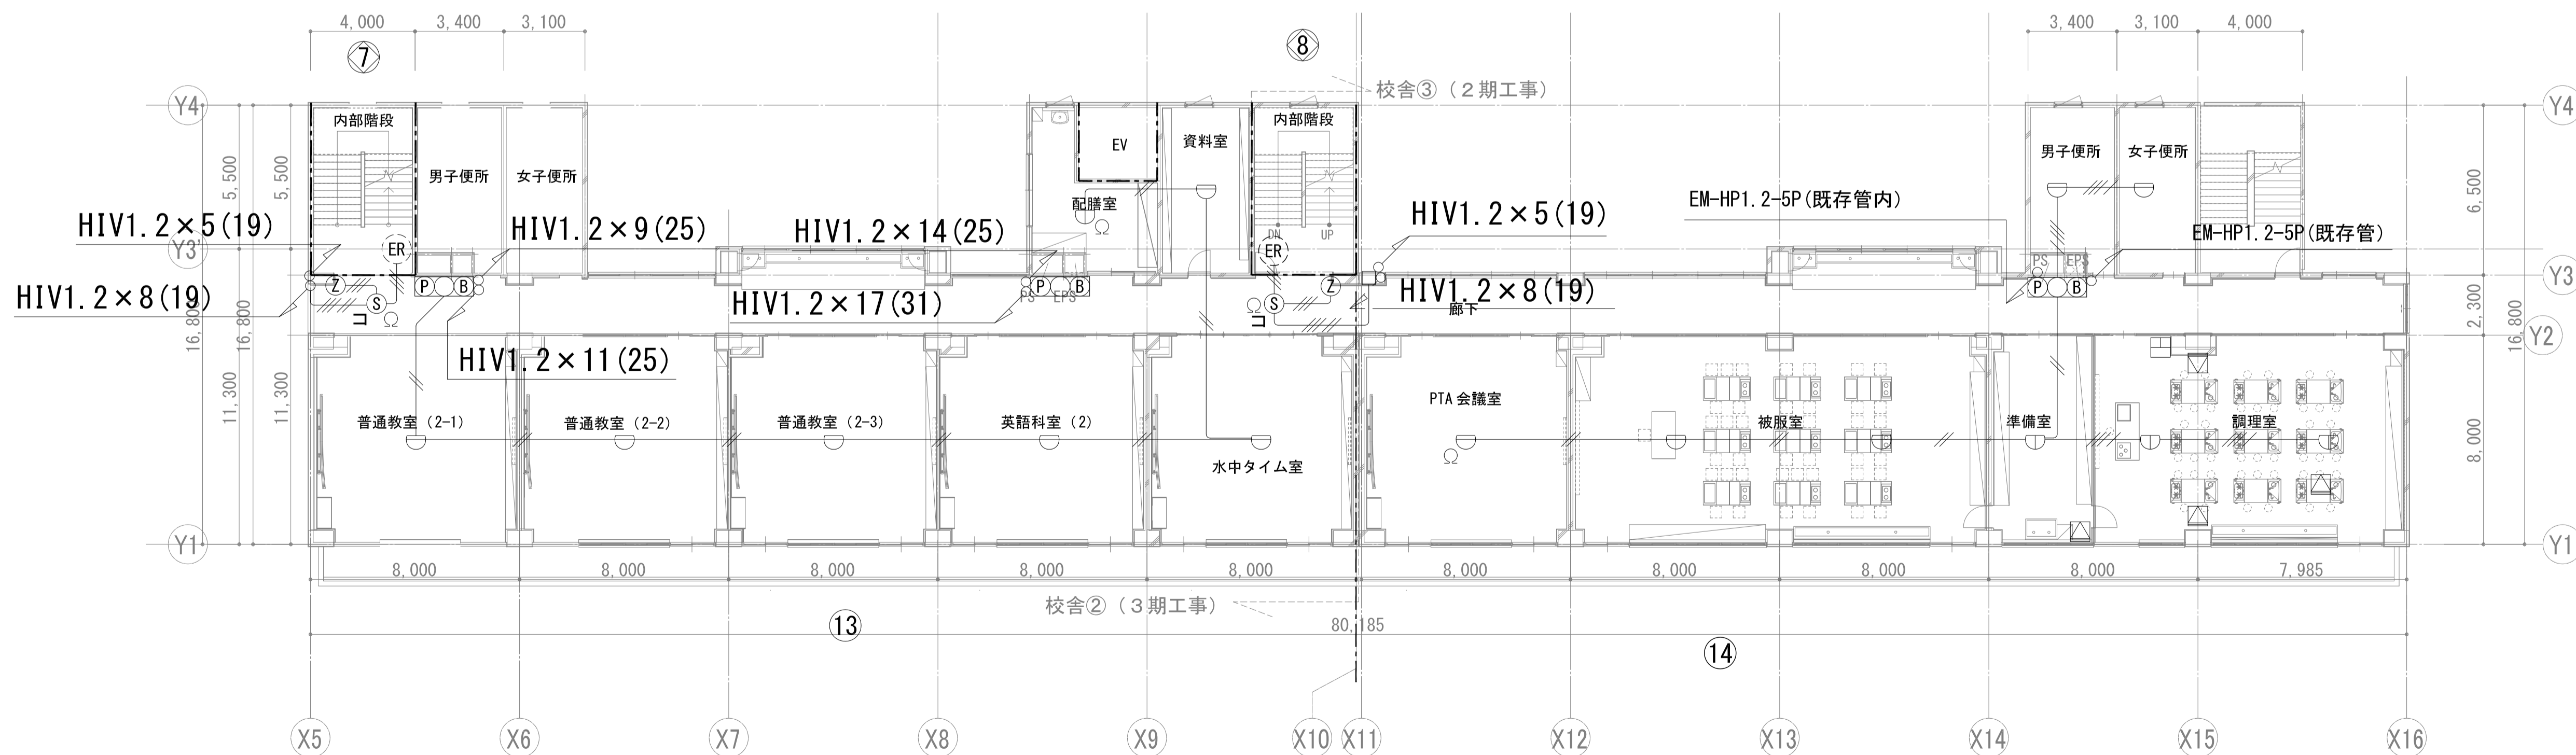 4,000 3,400 3,100 3,400 3,100 4,000
7 8
校舎③（２期工事）
Y4 Y4
内部階段 内部階段
EV 資料室
男子便所 女子便所 男子便所 女子便所
5,500 5,500 6,500
配膳室
EM-HP1.2-5P(既存管内)
HIV1.2×5(19) HIV1.2×9(25) HIV1.2×14(25) HIV1.2×5(19)
DN UP
EM-HP1.2-5P(既存管)
Y3' ER ER
PS EPS
Y3
Z S P B P B S Z P B
HIV1.2×8(19) HIV1.2×17(31) HIV1.2×8(19)
PS EPS
廊下
コ Ω Ω コ Ω
2,300
16,800 16,800 16,800
Y2
HIV1.2×11(25)
11,300 11,300 8,000
PTA 会議室
普通教室（2-1） 普通教室（2-2） 普通教室（2-3） 英語科室（2） 被服室 準備室 調理室
Ω
水中タイム室
Y1 Y1
8,000 8,000 8,000 8,000 8,000 8,000 8,000 8,000 8,000 7,985
校舎②（３期工事）
13 80,185
14
X5 X6 X7 X8 X9 X10 X11 X12 X13 X14 X15 X16